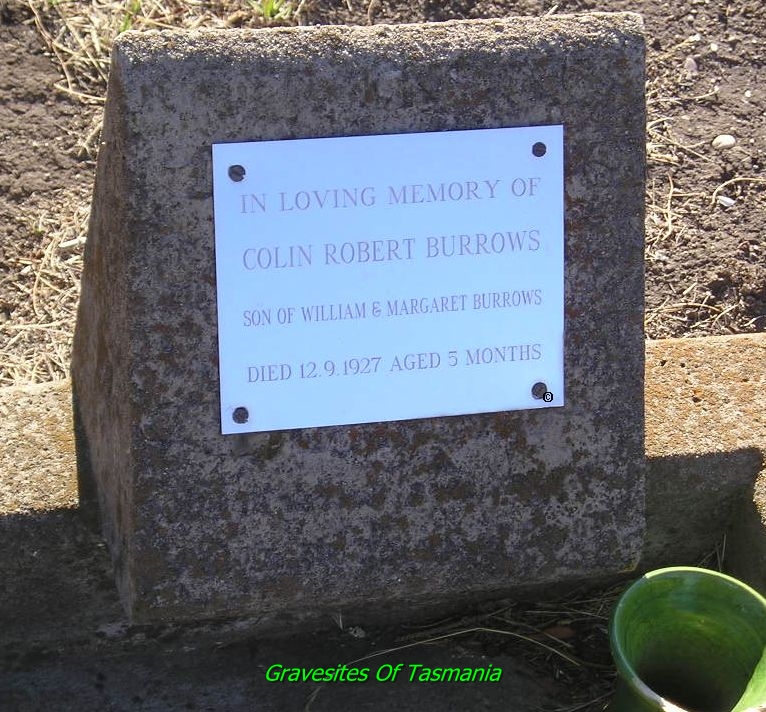 IN LOVING MEMORY OF
COLIN ROBERT BURROWS
SON OF WILLIAM & MARGARET BURROWS
DIED 12.9.1927 AGED 5 MONTHS
©
Gravesites Of Tasmania